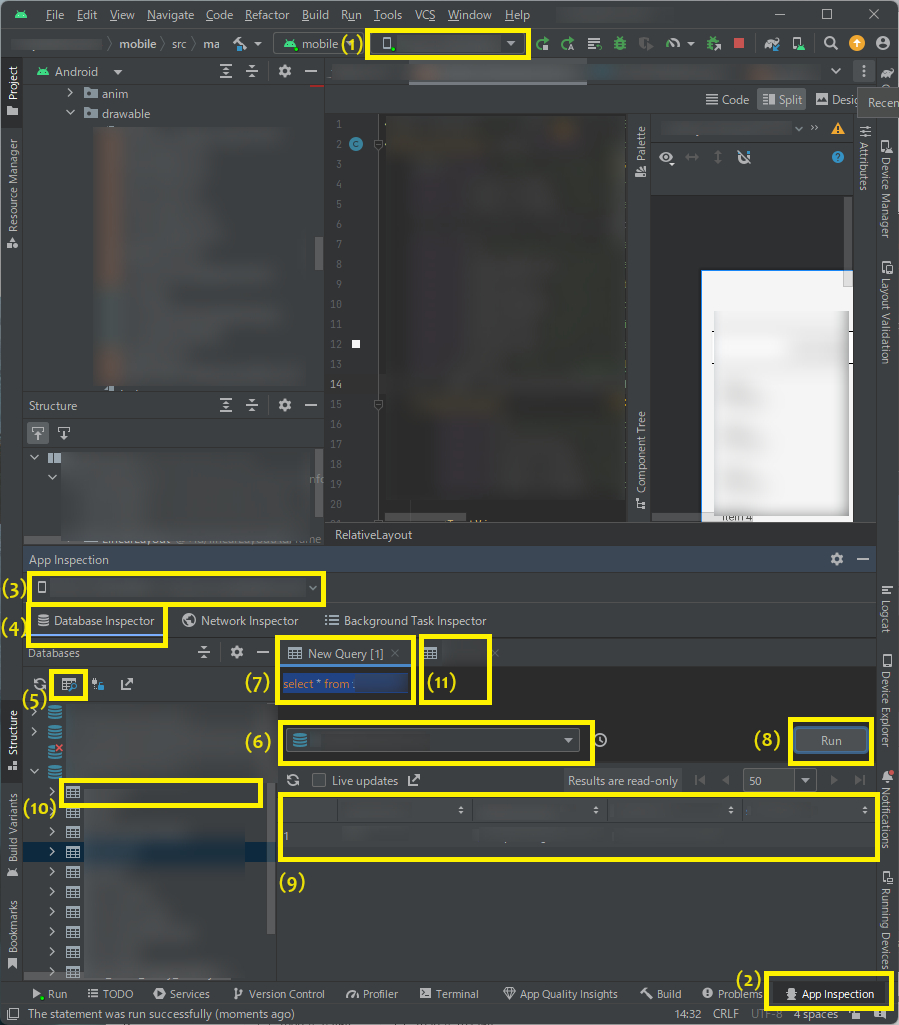 File Edit View Navigate Code Refactor Build Run Tools VCS Window Help
mobile src ma mobile (1)
Project
Resource Manager
Structure
Build Variants
Bookmarks
Android
anim
drawable
Code Split Desig
Recen
1
2
3
4
5
6
7
8
9
10
11
12
13
14
15
16
17
18
19
20
Palette
Component Tree
Attributes
Device Manager
Layout Validation
Logcat
Device Explorer
Notifications
Running Devices
Item 4
Structure
RelativeLayout
App Inspection
(3)
(4) Database Inspector Network Inspector Background Task Inspector
Databases
(5)
(7) New Query [1]
select * from
(11)
(6)
(8) Run
Live updates Results are read-only 50
(10)
1
(9)
(2)
Run TODO Services Version Control Profiler Terminal App Quality Insights Build Problems App Inspection
The statement was run successfully (moments ago) 14:32 CRLF UTF-8 4 spaces